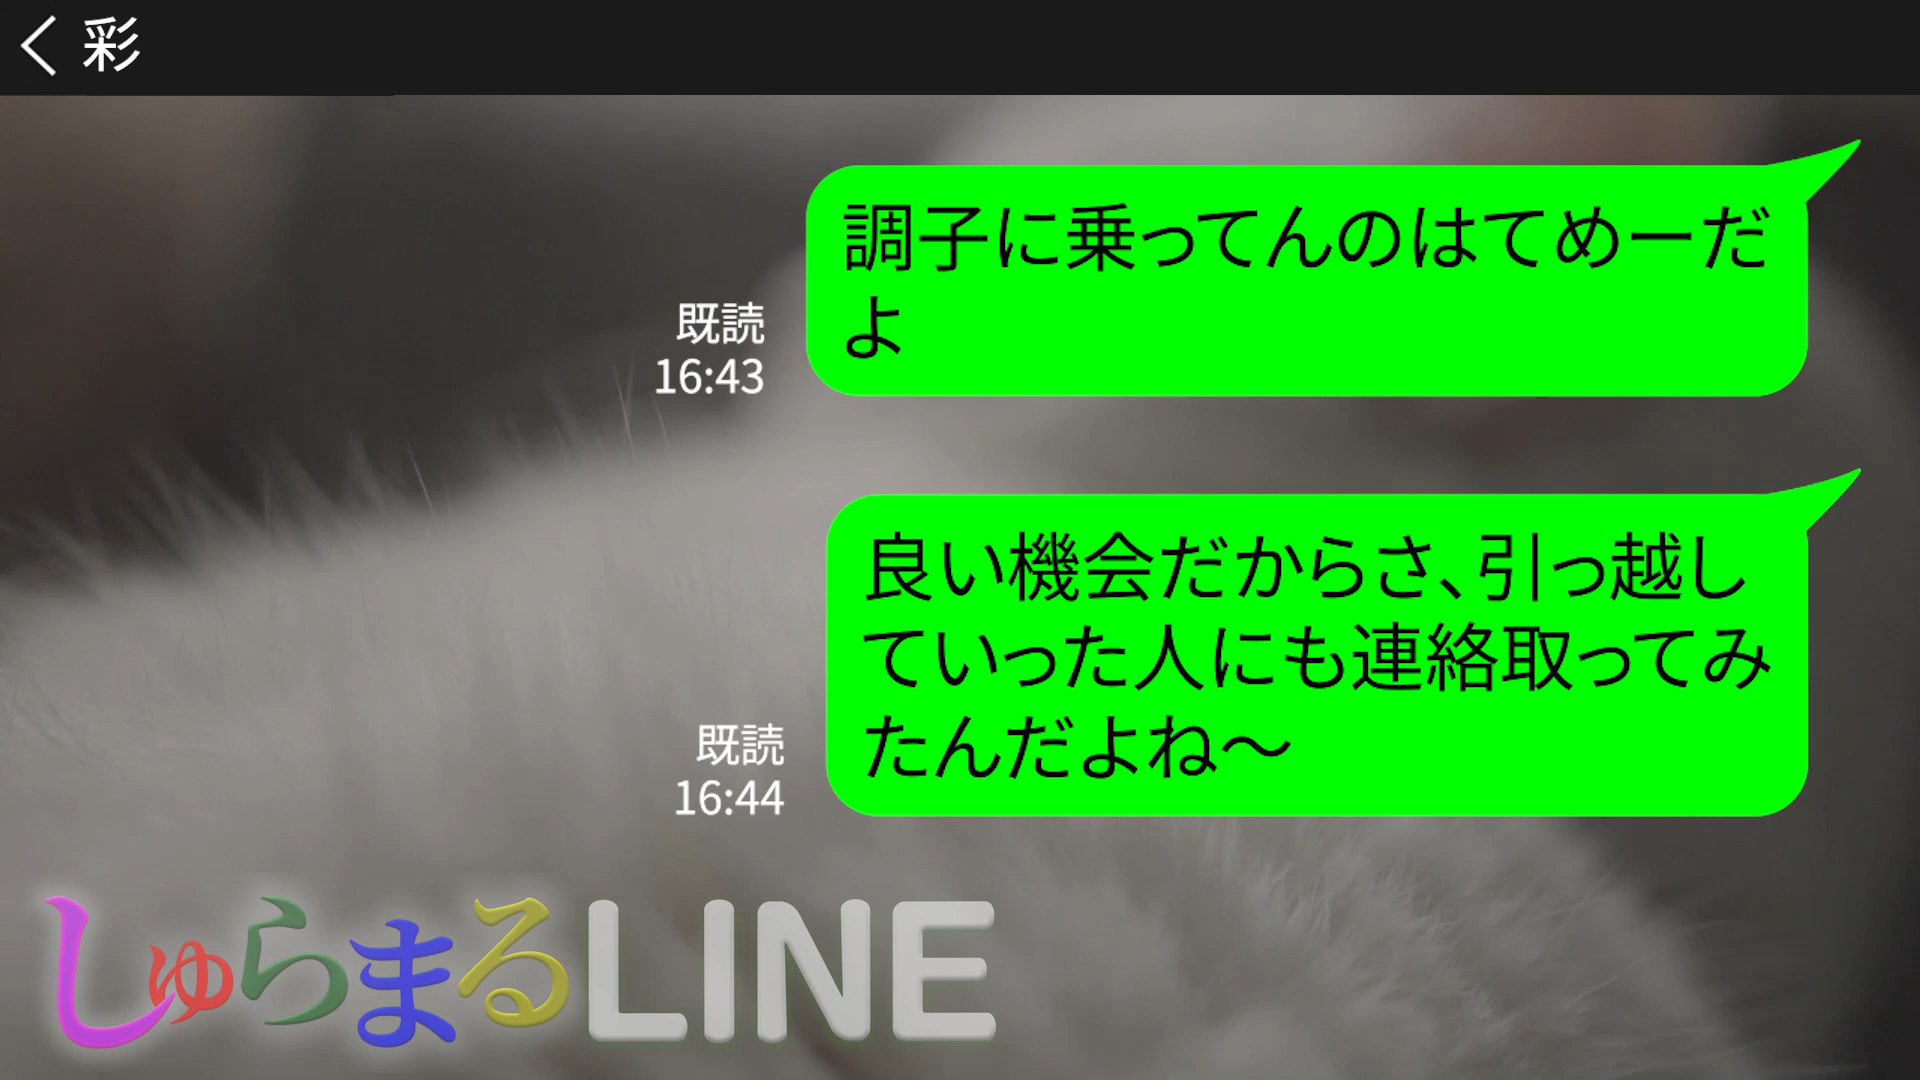 彩
調子に乗ってんのはてめーだ
よ
既読
16:43
良い機会だからさ、引っ越し
ていった人にも連絡取ってみ
たんだよね～
既読
16:44
しゅらまるLINE